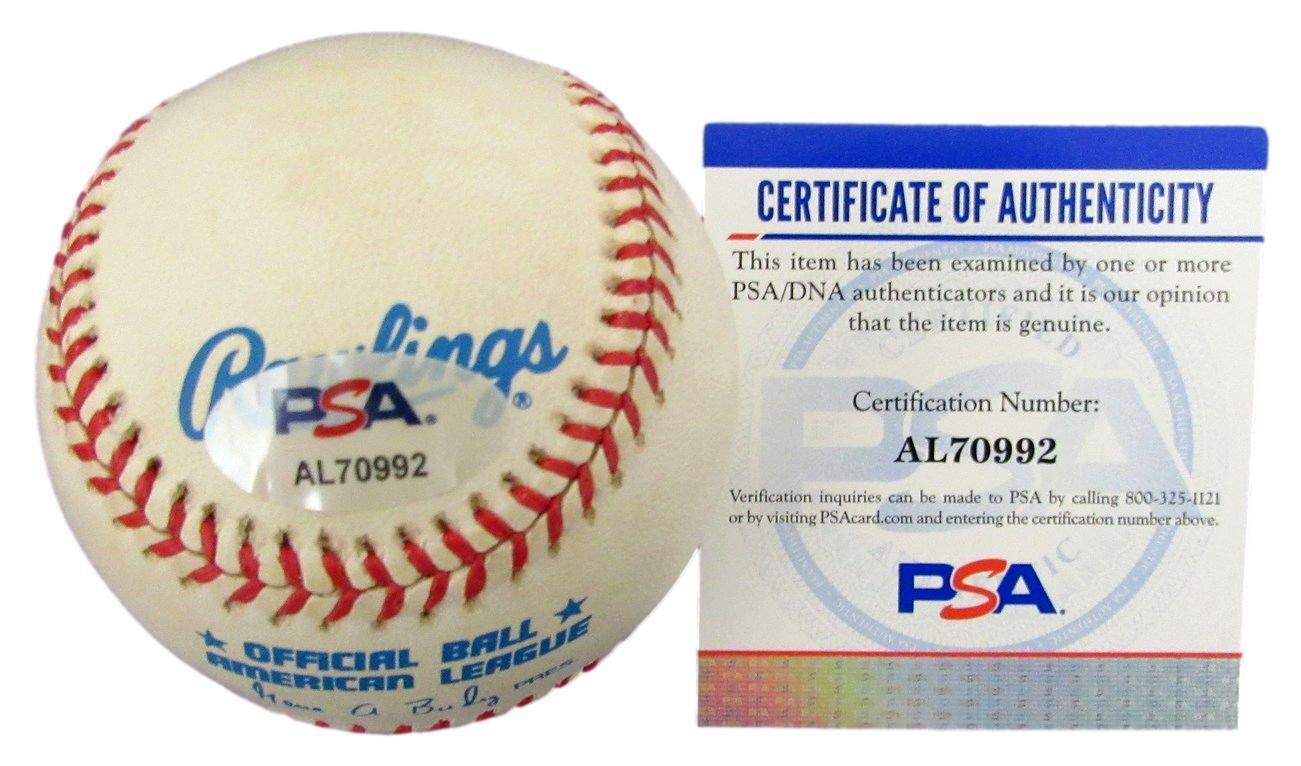 Rawlings®
PSA.
AL70992
OFFICIAL BALL
AMERICAN LEAGUE
PRES
CERTIFICATE OF AUTHENTICITY
This item has been examined by one or more
PSA/DNA authenticators and it is our opinion
that the item is genuine.
Certification Number:
AL70992
Verification inquiries can be made to PSA by calling 800-325-1121
or by visiting PSAcard.com and entering the certification number above.
PSA.